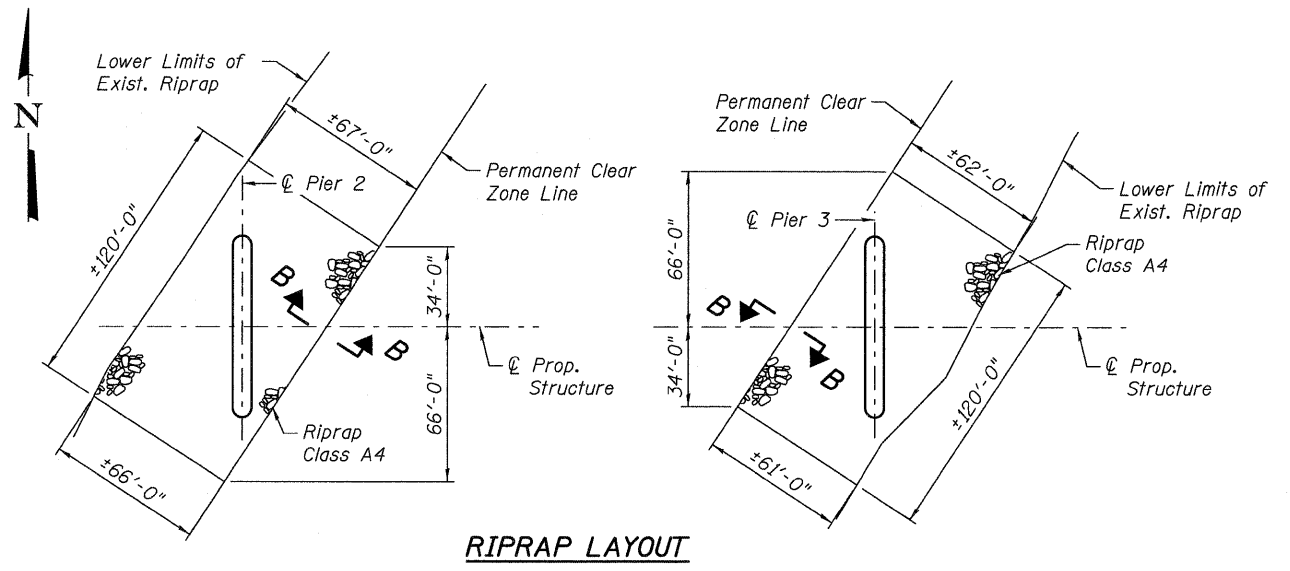 N
Lower Limits of
Exist. Riprap
±67'-0"
Permanent Clear
Zone Line
℄ Pier 2
±120'-0"
34'-0"
B
B
℄ Prop.
Structure
66'-0"
Riprap
Class A4
±66'-0"
Permanent Clear
Zone Line
±62'-0"
Lower Limits of
Exist. Riprap
℄ Pier 3
66'-0"
Riprap
Class A4
B
B
34'-0"
℄ Prop.
Structure
±120'-0"
±61'-0"
RIPRAP LAYOUT